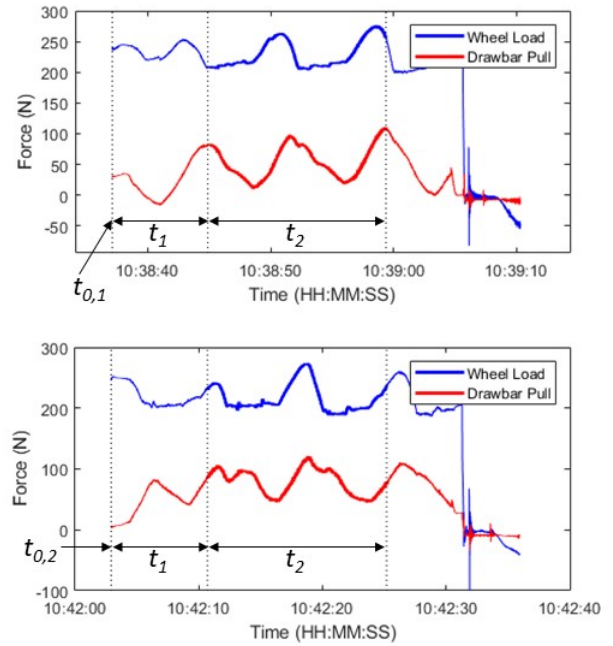 300
250
200
150
100
50
0
-50
Force (N)
Wheel Load
Drawbar Pull
t1
t2
t0,1
10:38:40
10:38:50
10:39:00
10:39:10
Time (HH:MM:SS)
300
200
100
0
-100
Force (N)
Wheel Load
Drawbar Pull
t0,2
t1
t2
10:42:00
10:42:10
10:42:20
10:42:30
10:42:40
Time (HH:MM:SS)